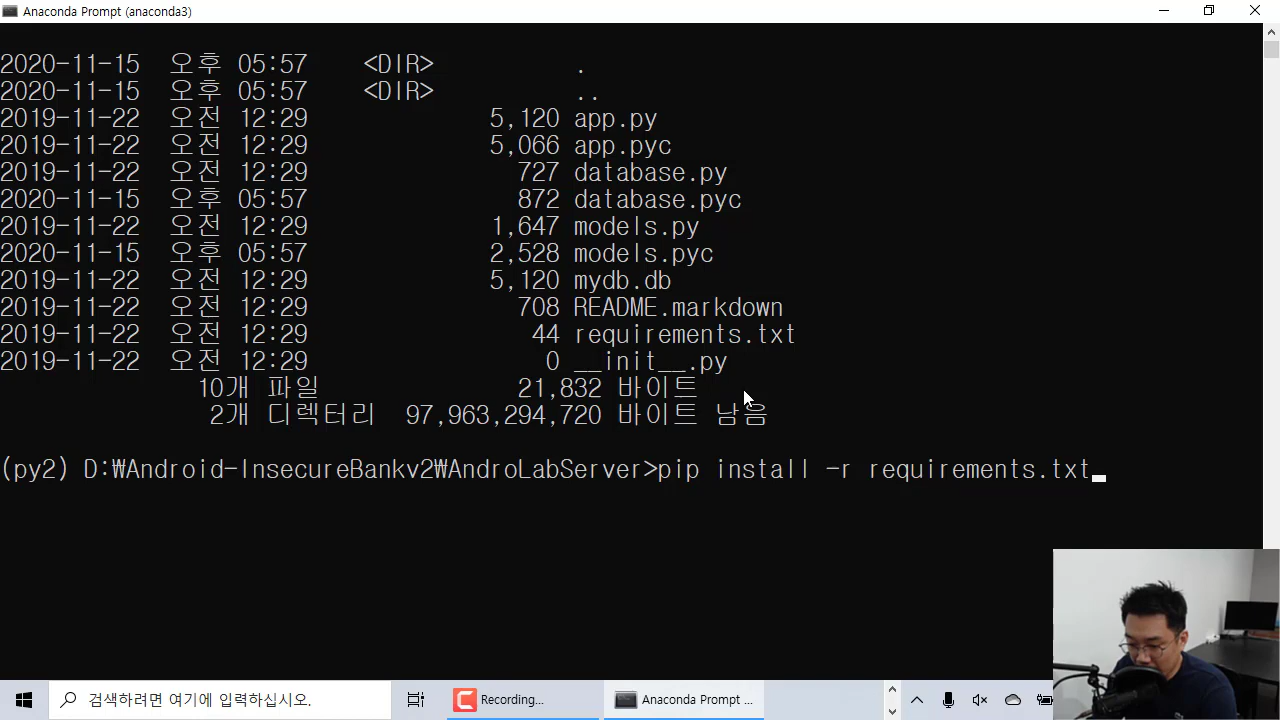 Anaconda Prompt (anaconda3)
2020-11-15 오후 05:57 <DIR> .
2020-11-15 오후 05:57 <DIR> ..
2019-11-22 오전 12:29 5,120 app.py
2019-11-22 오전 12:29 5,066 app.pyc
2019-11-22 오전 12:29 727 database.py
2020-11-15 오후 05:57 872 database.pyc
2019-11-22 오전 12:29 1,647 models.py
2020-11-15 오후 05:57 2,528 models.pyc
2019-11-22 오전 12:29 5,120 mydb.db
2019-11-22 오전 12:29 708 README.markdown
2019-11-22 오전 12:29 44 requirements.txt
2019-11-22 오전 12:29 0 __init__.py
10개 파일 21,832 바이트
2개 디렉터리 97,963,294,720 바이트 남음
(py2) D:₩Android-InsecureBankv2₩AndroLabServer>pip install -r requirements.txt
검색하려면 여기에 입력하십시오.
Recording...
Anaconda Prompt ...